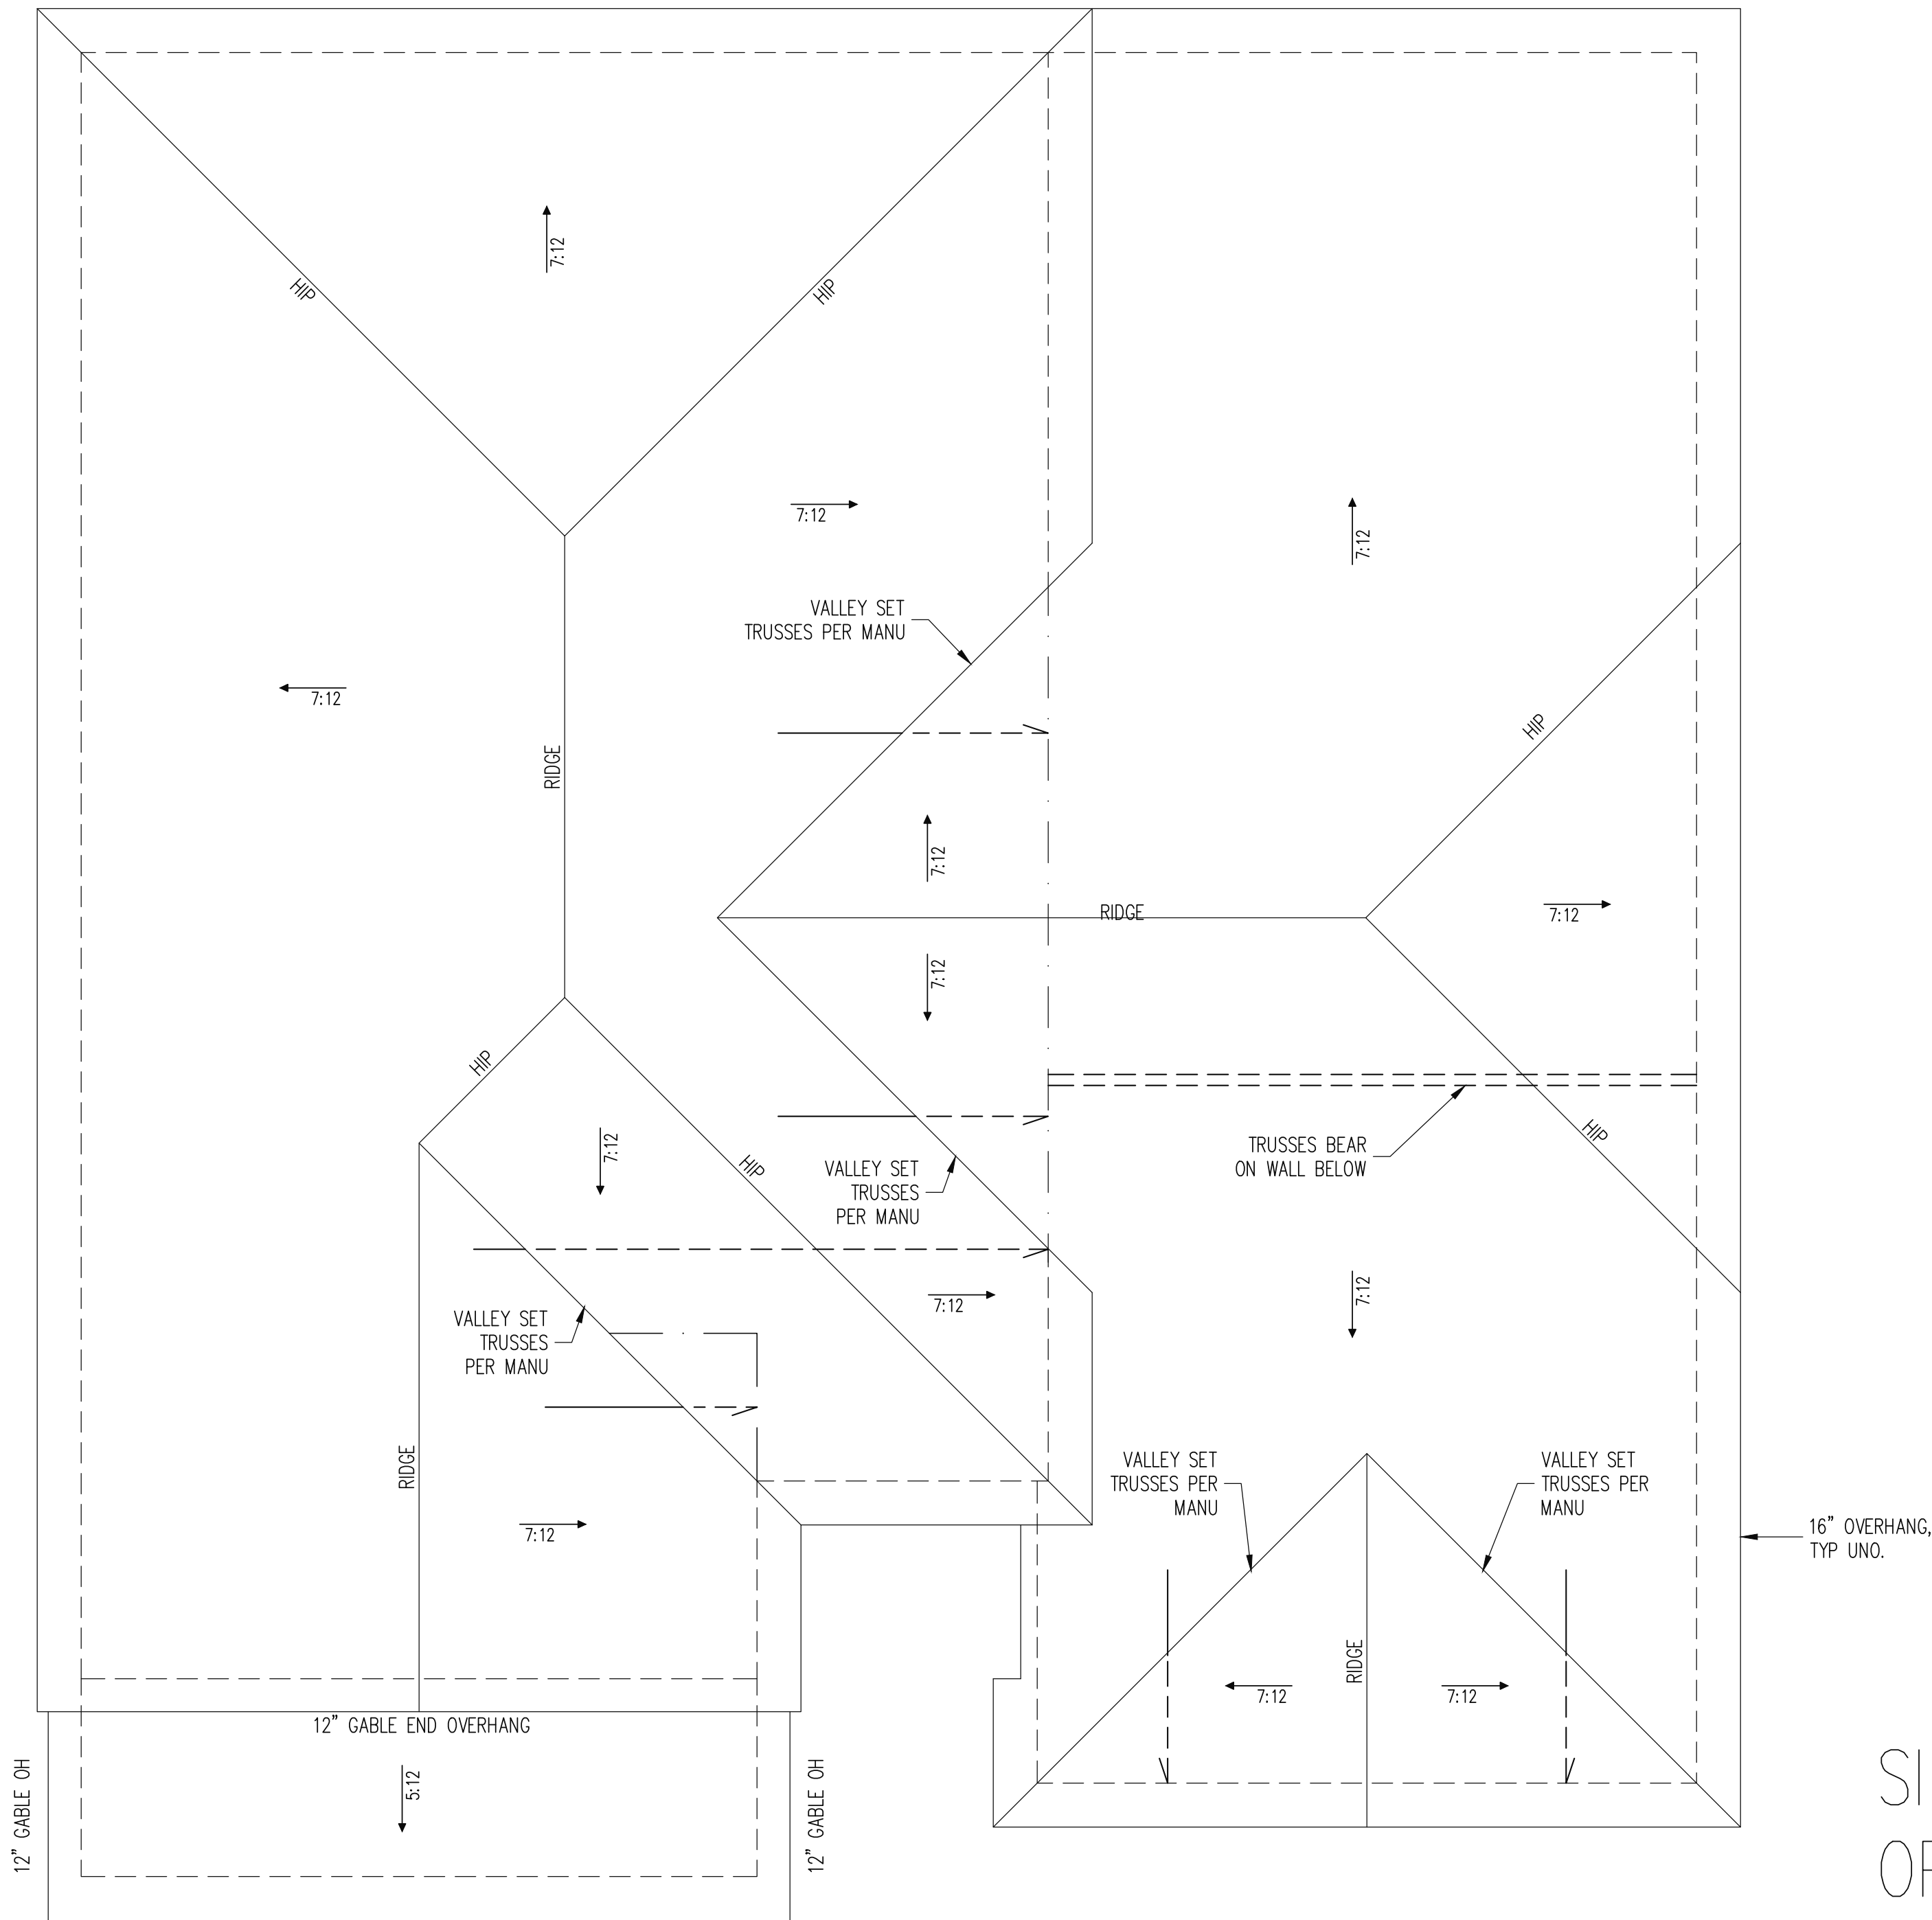 7:12
HIP
HIP
7:12
VALLEY SET
TRUSSES PER MANU
7:12
7:12
HIP
RIDGE
7:12
RIDGE
7:12
7:12
HIP
7:12
HIP
HIP
TRUSSES BEAR
ON WALL BELOW
VALLEY SET
TRUSSES
PER MANU
7:12
7:12
VALLEY SET
TRUSSES
PER MANU
RIDGE
7:12
VALLEY SET
TRUSSES PER
MANU
VALLEY SET
TRUSSES PER
MANU
16" OVERHANG,
TYP UNO.
RIDGE
7:12
7:12
12" GABLE END OVERHANG
12" GABLE OH
5:12
12" GABLE OH